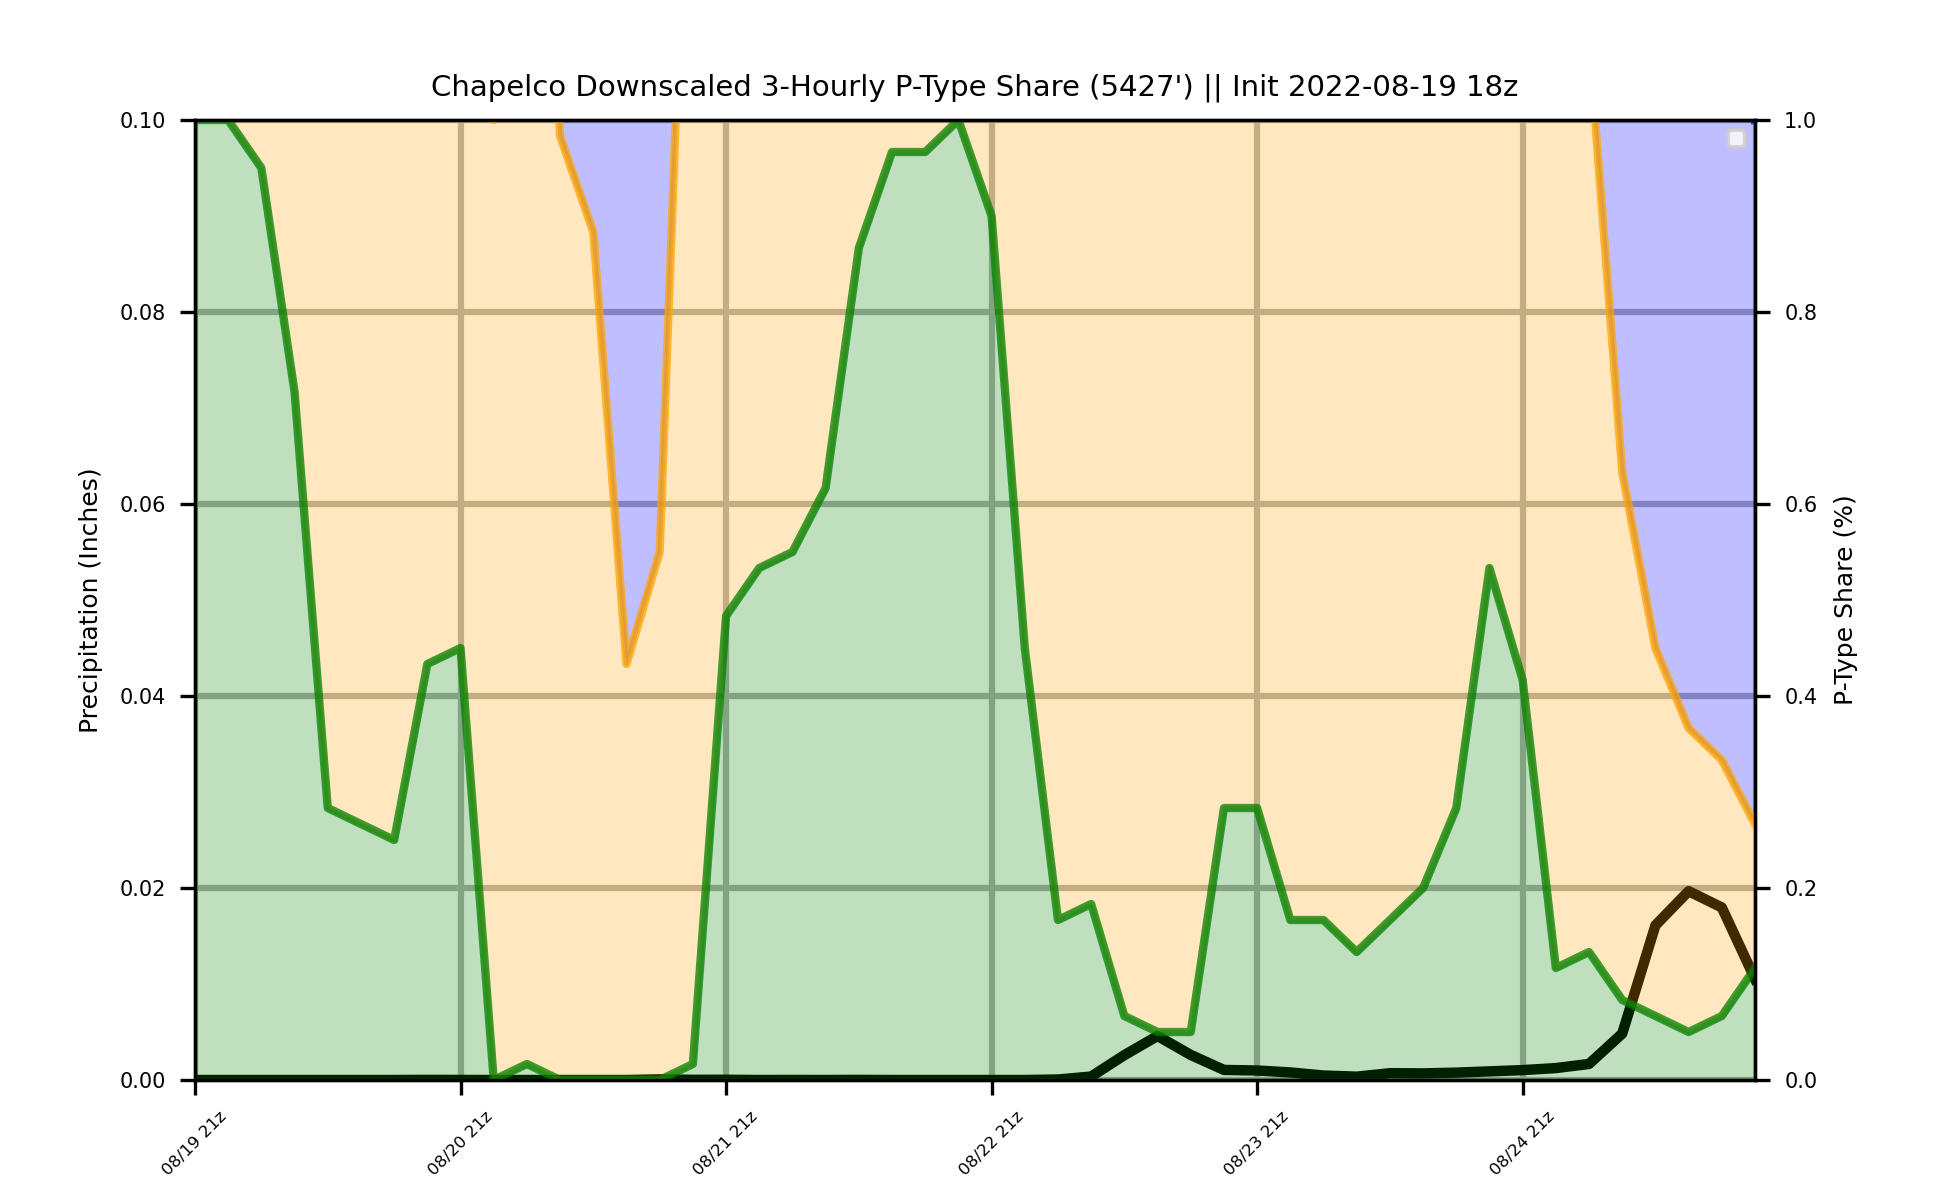 Chapelco Downscaled 3-Hourly P-Type Share (5427') || Init 2022-08-19 18z
0.10
0.08
0.06
0.04
0.02
0.00
Precipitation (Inches)
1.0
0.8
0.6
0.4
0.2
0.0
P-Type Share (%)
08/19 21z
08/20 21z
08/21 21z
08/22 21z
08/23 21z
08/24 21z